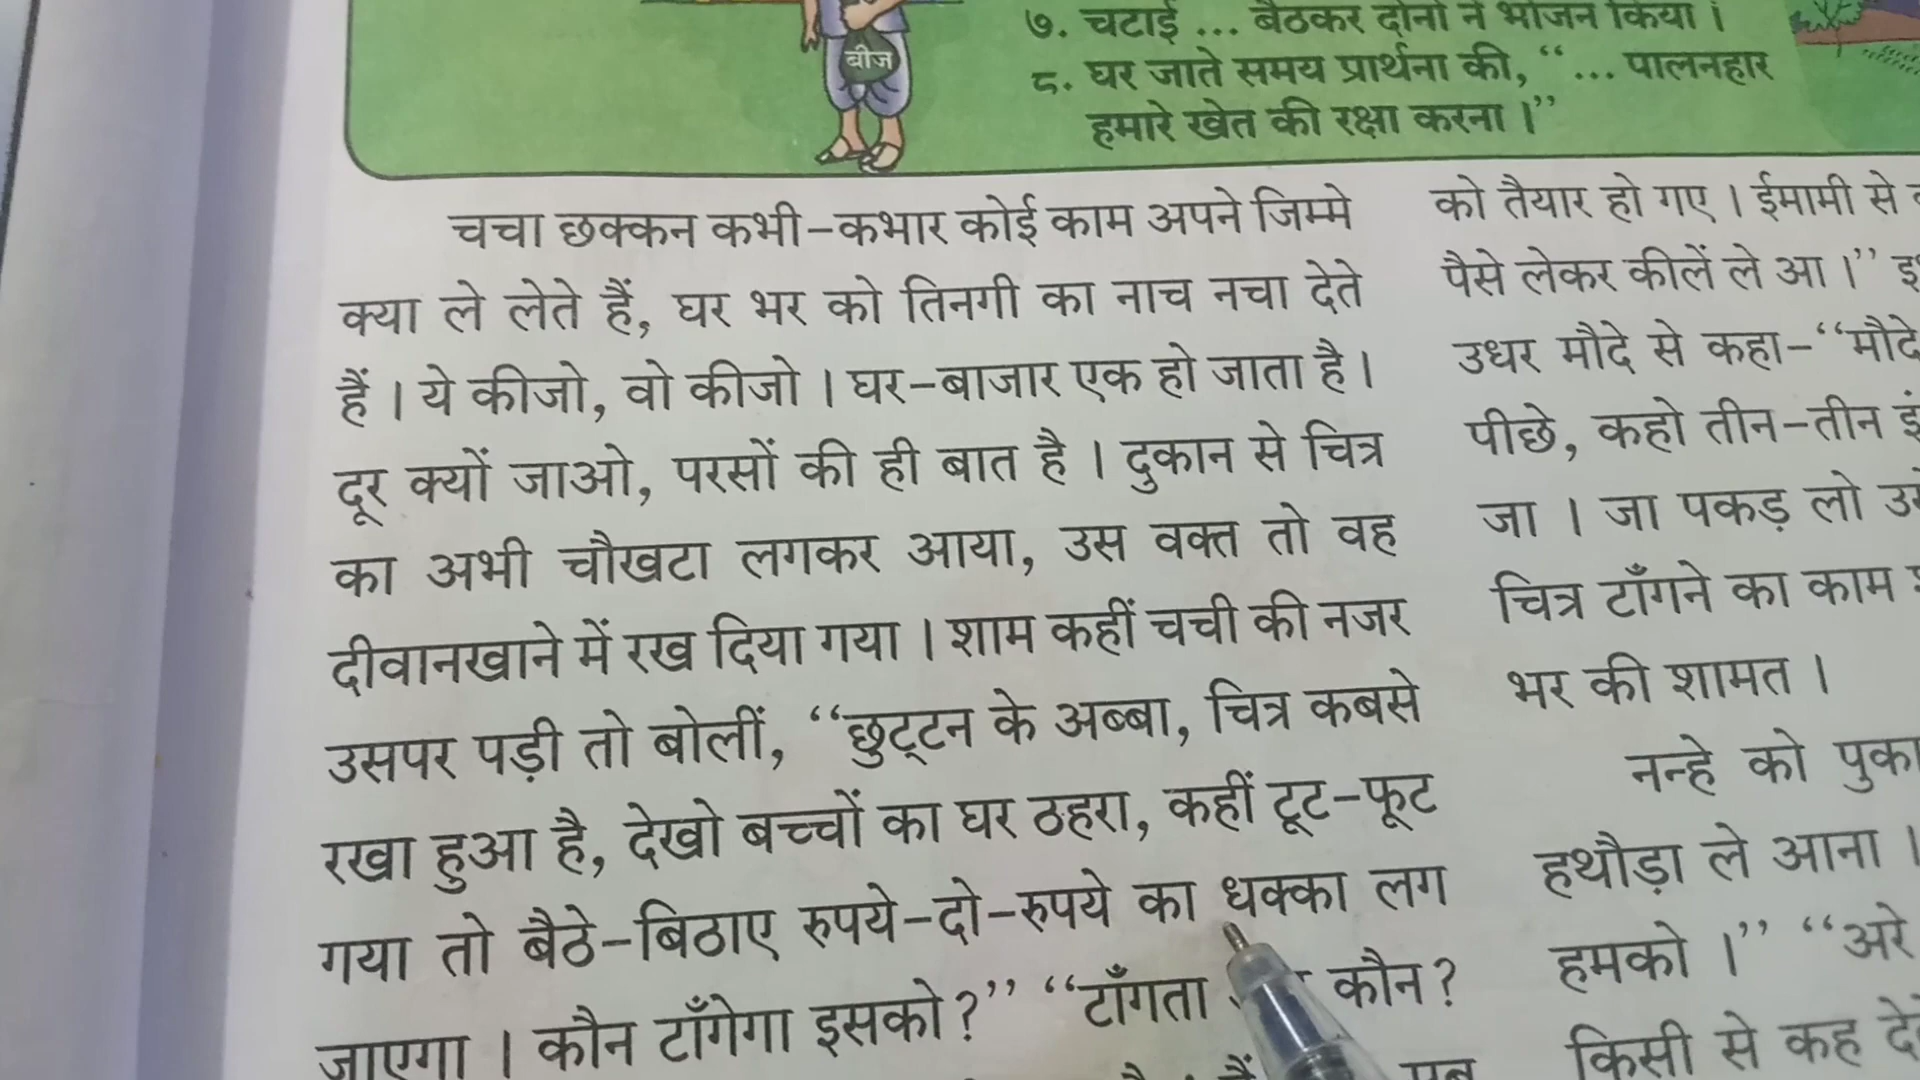 बीज
७. चटाई ... बैठकर दोनों ने भोजन किया ।
८. घर जाते समय प्रार्थना की, “... पालनहार
हमारे खेत की रक्षा करना ।”
चचा छक्कन कभी-कभार कोई काम अपने जिम्मे
क्या ले लेते हैं, घर भर को तिनगी का नाच नचा देते
हैं । ये कीजो, वो कीजो । घर-बाजार एक हो जाता है ।
दूर क्यों जाओ, परसों की ही बात है । दुकान से चित्र
का अभी चौखटा लगकर आया, उस वक्त तो वह
दीवानखाने में रख दिया गया । शाम कहीं चची की नजर
उसपर पड़ी तो बोलीं, “छुट्टन के अब्बा, चित्र कबसे
रखा हुआ है, देखो बच्चों का घर ठहरा, कहीं टूट-फूट
गया तो बैठे-बिठाए रुपये-दो-रुपये का धक्का लग
जाएगा । कौन टाँगेगा इसको?” “टाँगता कौन?
को तैयार हो गए । ईमामी से
पैसे लेकर कीलें ले आ ।”
उधर मौदे से कहा-“मौदे
पीछे, कहो तीन-तीन
जा । जा पकड़ लो
चित्र टाँगने का काम
भर की शामत ।
नन्हे को
हथौड़ा ले आना ।
हमको ।” “अरे
किसी से कह